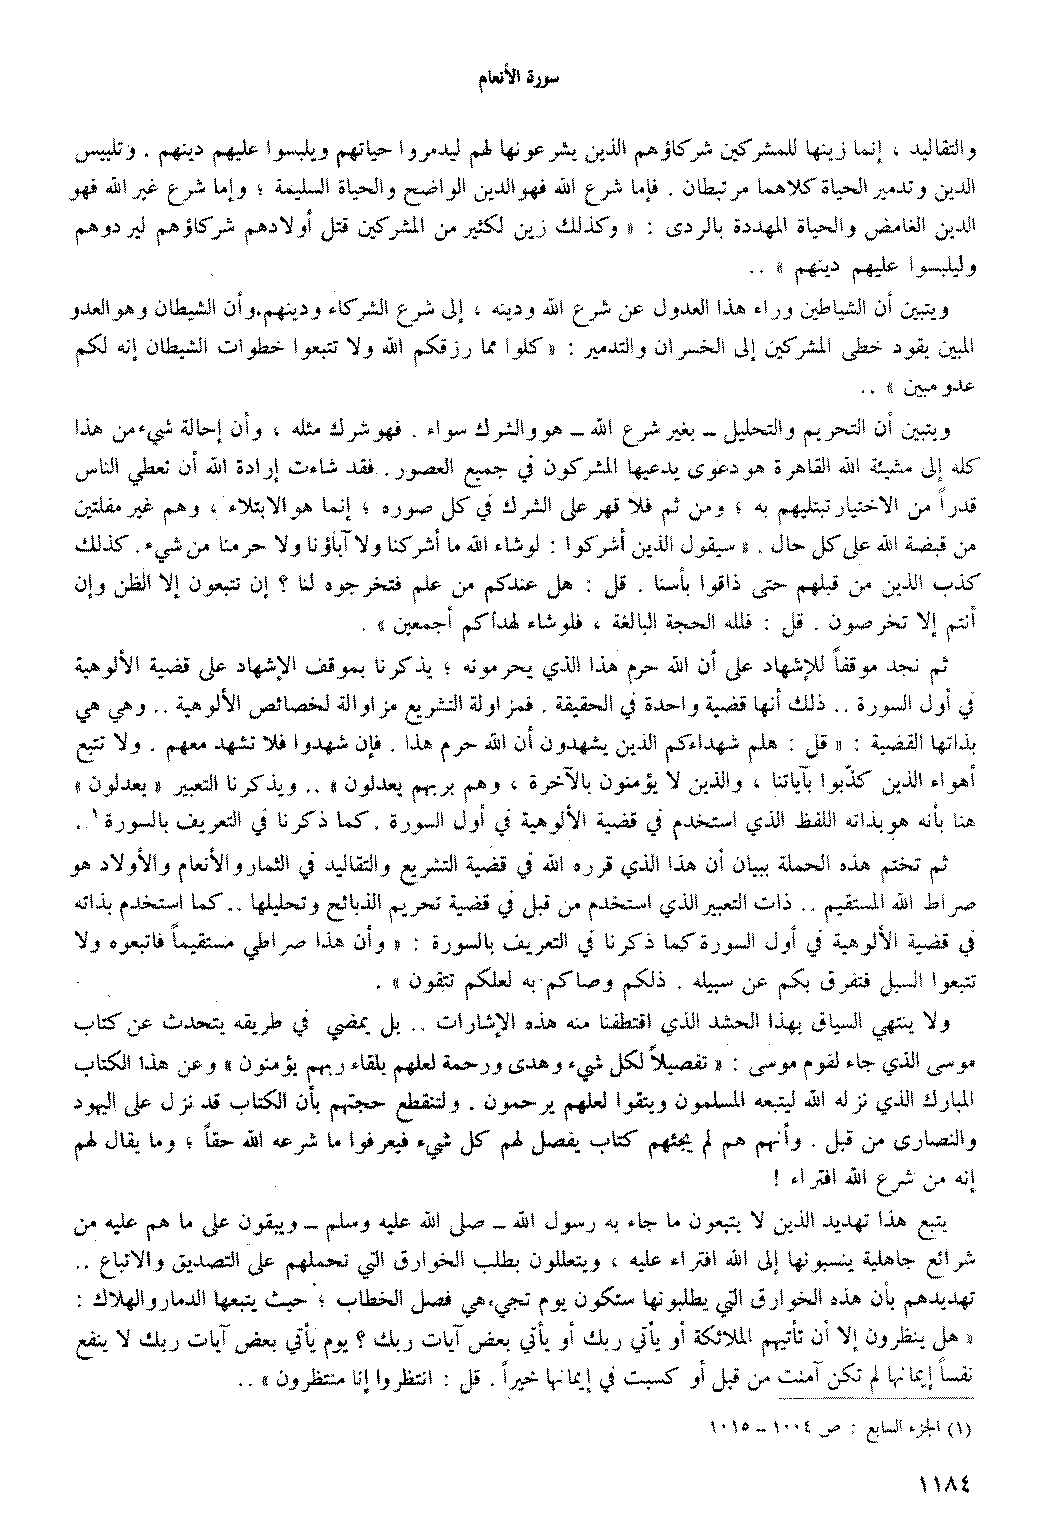 سورة الأنعام
والتقاليد ، إنما زينها للمشركين شركاؤهم الذين يشرعونها لهم ليدمروا حياتهم ويلبسوا عليهم دينهم . وتلبيس
الدين وتدمير الحياة كلاهما مرتبطان . فإما شرع الله فهو الدين الواضح والحياة السليمة ؛ وإما شرع غير الله فهو
الدين الغامض والحياة المهددة بالردى : « وكذلك زين لكثير من المشركين قتل أولادهم شركاؤهم ليردوهم
وليلبسوا عليهم دينهم » ..
ويتبين أن الشياطين وراء هذا العدول عن شرع الله ودينه ، إلى شرع الشركاء ودينهم.وأن الشيطان وهو العدو
المبين يقود خطى المشركين إلى الخسران والتدمير : « كلوا مما رزقكم الله ولا تتبعوا خطوات الشيطان إنه لكم
عدو مبين » ..
ويتبين أن التحريم والتحليل – بغير شرع الله – هو والشرك سواء . فهو شرك مثله ، وأن إحالة شيء من هذا
كله إلى مشيئة الله القاهرة هو دعوى يدعيها المشركون في جميع العصور . فقد شاءت إرادة الله أن تعطي الناس
قدراً من الاختيار تبتليهم به ؛ ومن ثم فلا قهر على الشرك في كل صوره ؛ إنما هو الابتلاء ، وهم غير مفلتين
من قبضة الله على كل حال . « سيقول الذين أشركوا : لو شاء الله ما أشركنا ولا آباؤنا ولا حرمنا من شيء. كذلك
كذب الذين من قبلهم حتى ذاقوا بأسنا . قل : هل عندكم من علم فتخرجوه لنا ؟ إن تتبعون إلا الظن وإن
أنتم إلا تخرصون . قل : فلله الحجة البالغة ، فلو شاء لهداكم أجمعين » .
ثم نجد موقفاً للإشهاد على أن الله حرم هذا الذي يحرمونه ؛ يذكرنا بموقف الإشهاد على قضية الألوهية
في أول السورة .. ذلك أنها قضية واحدة في الحقيقة . فمزاولة التشريع مزاوالة لخصائص الألوهية .. وهي هي
بذاتها القضية : « قل : هلم شهداءكم الذين يشهدون أن الله حرم هذا . فإن شهدوا فلا تشهد معهم . ولا تتبع
أهواء الذين كذّبوا بآياتنا ، والذين لا يؤمنون بالآخرة ، وهم بربهم يعدلون » .. ويذكرنا التعبير « يعدلون »
هنا بأنه هو بذاته اللفظ الذي استخدم في قضية الألوهية في أول السورة . كما ذكرنا في التعريف بالسورة ١ ..
ثم تختم هذه الحملة ببيان أن هذا الذي قرره الله في قضية التشريع والتقاليد في الثمار والأنعام والأولاد هو
صراط الله المستقيم .. ذات التعبير الذي استخدم من قبل في قضية تحريم الذبائح وتحليلها .. كما استخدم بذاته
في قضية الألوهية في أول السورة كما ذكرنا في التعريف بالسورة : « وأن هذا صراطي مستقيماً فاتبعوه ولا
تتبعوا السبل فتفرق بكم عن سبيله . ذلكم وصاكم به لعلكم تتقون » .
ولا ينتهي السياق بهذا الحشد الذي اقتطفنا منه هذه الإشارات .. بل يمضي في طريقه يتحدث عن كتاب
موسى الذي جاء لقوم موسى : « تفصيلاً لكل شيء وهدى ورحمة لعلهم بلقاء ربهم يؤمنون » وعن هذا الكتاب
المبارك الذي نزله الله ليتبعه المسلمون ويتقوا لعلهم يرحمون . ولتنقطع حجتهم بأن الكتاب قد نزل على اليهود
والنصارى من قبل . وأنهم هم لم يجئهم كتاب يفصل لهم كل شيء فيعرفوا ما شرعه الله حقاً ؛ وما يقال لهم
إنه من شرع الله افتراء !
يتبع هذا تهديد الذين لا يتبعون ما جاء به رسول الله – صلى الله عليه وسلم – ويبقون على ما هم عليه من
شرائع جاهلية ينسبونها إلى الله افتراء عليه ، ويتعللون بطلب الخوارق التي تحملهم على التصديق والاتباع ..
تهديدهم بأن هذه الخوارق التي يطلبونها ستكون يوم تجيء هي فصل الخطاب ؛ حيث يتبعها الدمار والهلاك :
« هل ينظرون إلا أن تأتيهم الملائكة أو يأتي ربك أو يأتي بعض آيات ربك ؟ يوم يأتي بعض آيات ربك لا ينفع
نفساً إيمانها لم تكن آمنت من قبل أو كسبت في إيمانها خيراً . قل : انتظروا إنا منتظرون » ..
(١) الجزء السابع : ص ١٠٠٤ – ١٠١٥
١١٨٤